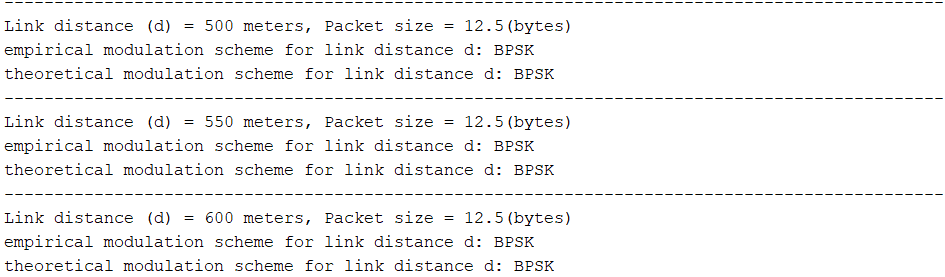 ---------------------------------------------------------------------------------------------
Link distance (d) = 500 meters, Packet size = 12.5(bytes)
empirical modulation scheme for link distance d: BPSK
theoretical modulation scheme for link distance d: BPSK
---------------------------------------------------------------------------------------------
Link distance (d) = 550 meters, Packet size = 12.5(bytes)
empirical modulation scheme for link distance d: BPSK
theoretical modulation scheme for link distance d: BPSK
---------------------------------------------------------------------------------------------
Link distance (d) = 600 meters, Packet size = 12.5(bytes)
empirical modulation scheme for link distance d: BPSK
theoretical modulation scheme for link distance d: BPSK